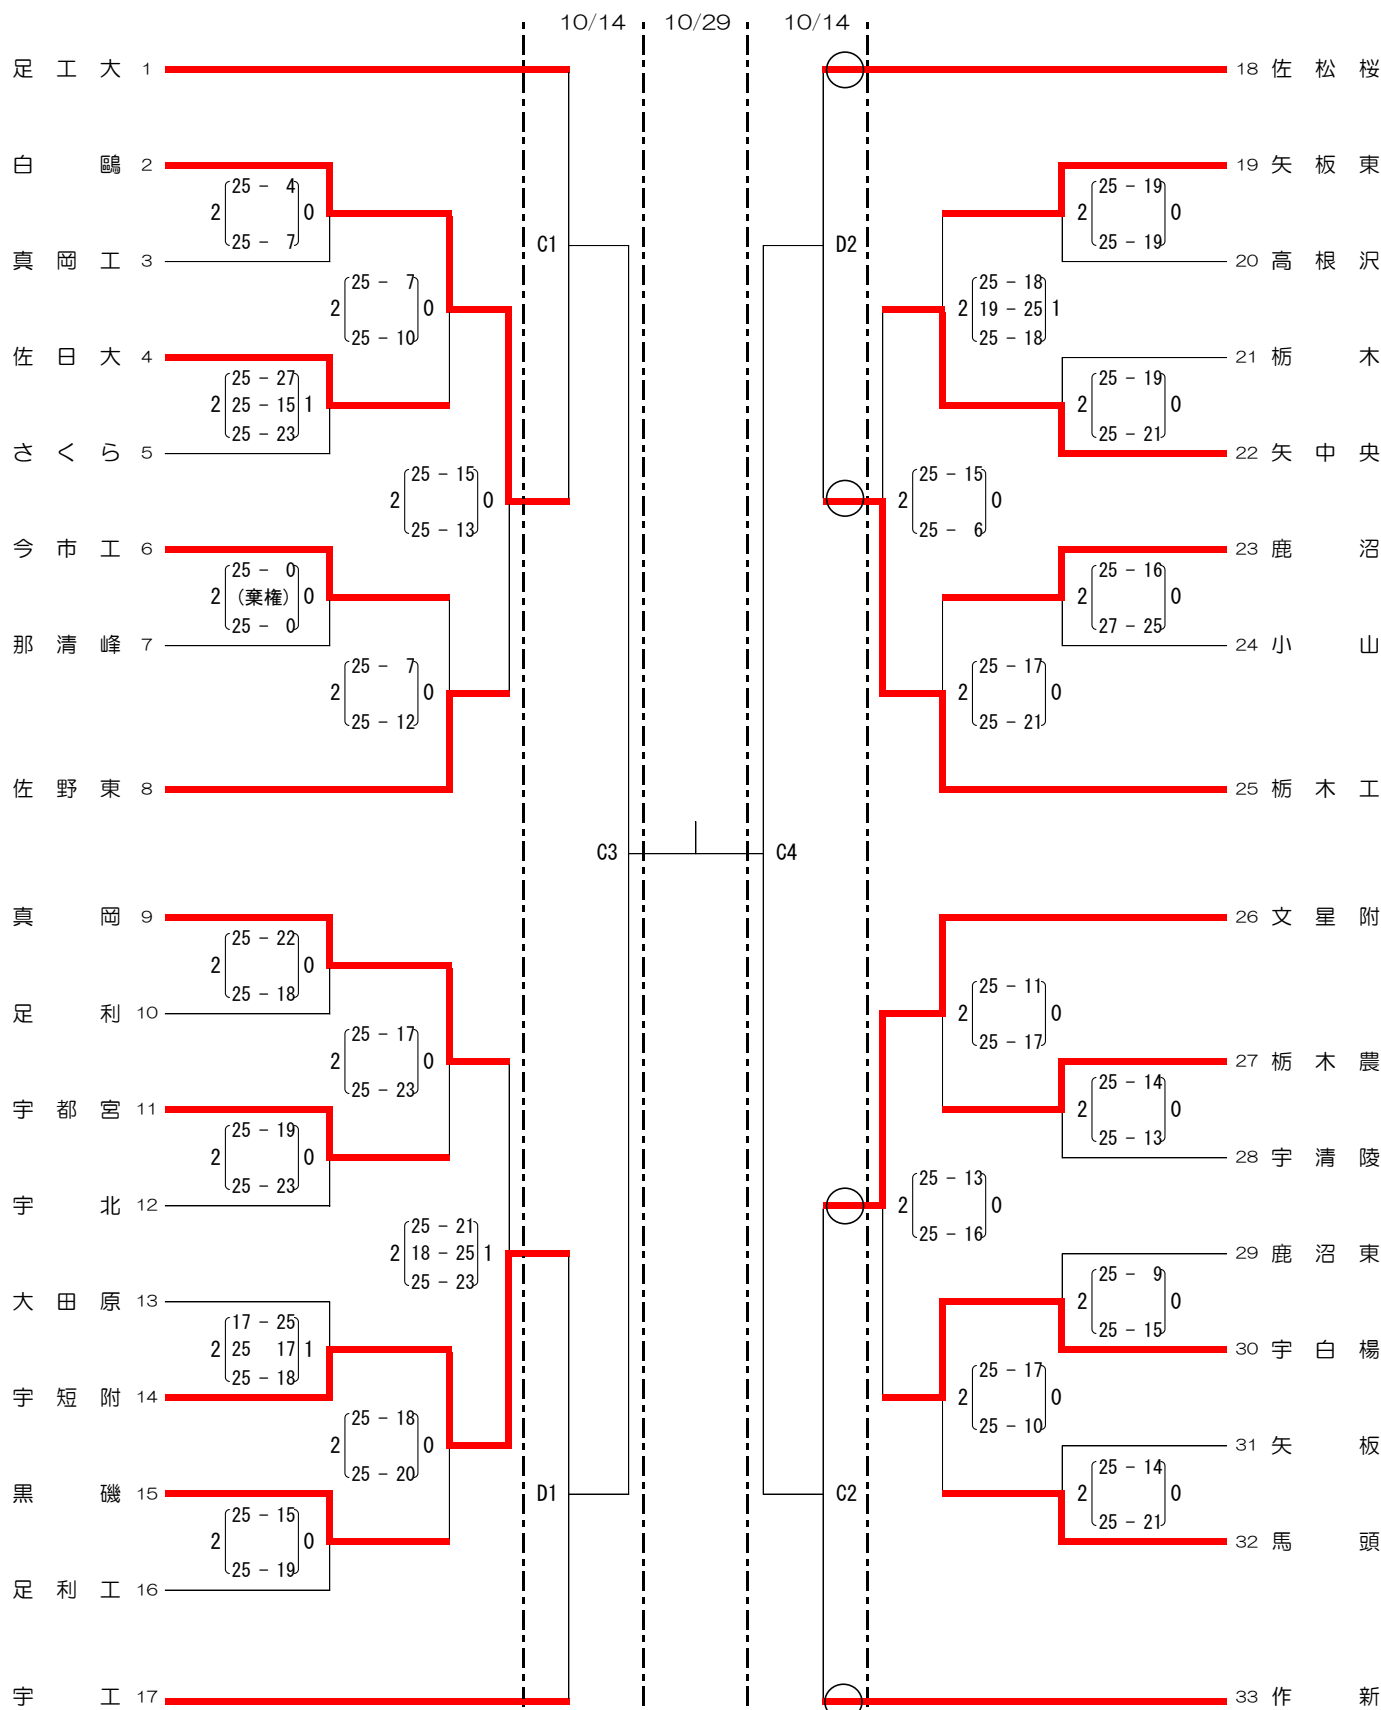 10/14 10/29 10/14
足工大 1
18 佐松桜
白鷗 2
19 矢板東
25 - 4
2 0
25 - 7
25 - 19
2 0
25 - 19
C1
D2
真岡工 3
20 高根沢
25 - 7
2 0
25 - 10
25 - 18
2 19 - 25 1
25 - 18
佐日大 4
21 栃木
25 - 27
2 25 - 15 1
25 - 23
25 - 19
2 0
25 - 21
さくら 5
22 矢中央
25 - 15
2 0
25 - 13
25 - 15
2 0
25 - 6
今市工 6
23 鹿沼
25 - 0
2 (棄権) 0
25 - 0
25 - 16
2 0
27 - 25
那清峰 7
24 小山
25 - 7
2 0
25 - 12
25 - 17
2 0
25 - 21
佐野東 8
25 栃木工
C3 C4
真岡 9
26 文星附
25 - 22
2 0
25 - 18
25 - 11
2 0
25 - 17
足利 10
25 - 17
2 0
25 - 23
27 栃木農
宇都宮 11
25 - 14
2 0
25 - 13
25 - 19
2 0
25 - 23
28 宇清陵
宇北 12
25 - 13
2 0
25 - 16
25 - 21
2 18 - 25 1
25 - 23
29 鹿沼東
大田原 13
25 - 9
2 0
25 - 15
17 - 25
2 25 17 1
25 - 18
30 宇白楊
宇短附 14
25 - 17
2 0
25 - 10
25 - 18
2 0
25 - 20
31 矢板
黒磯 15
D1
C2
25 - 14
2 0
25 - 21
25 - 15
2 0
25 - 19
32 馬頭
足利工 16
宇工 17
33 作新